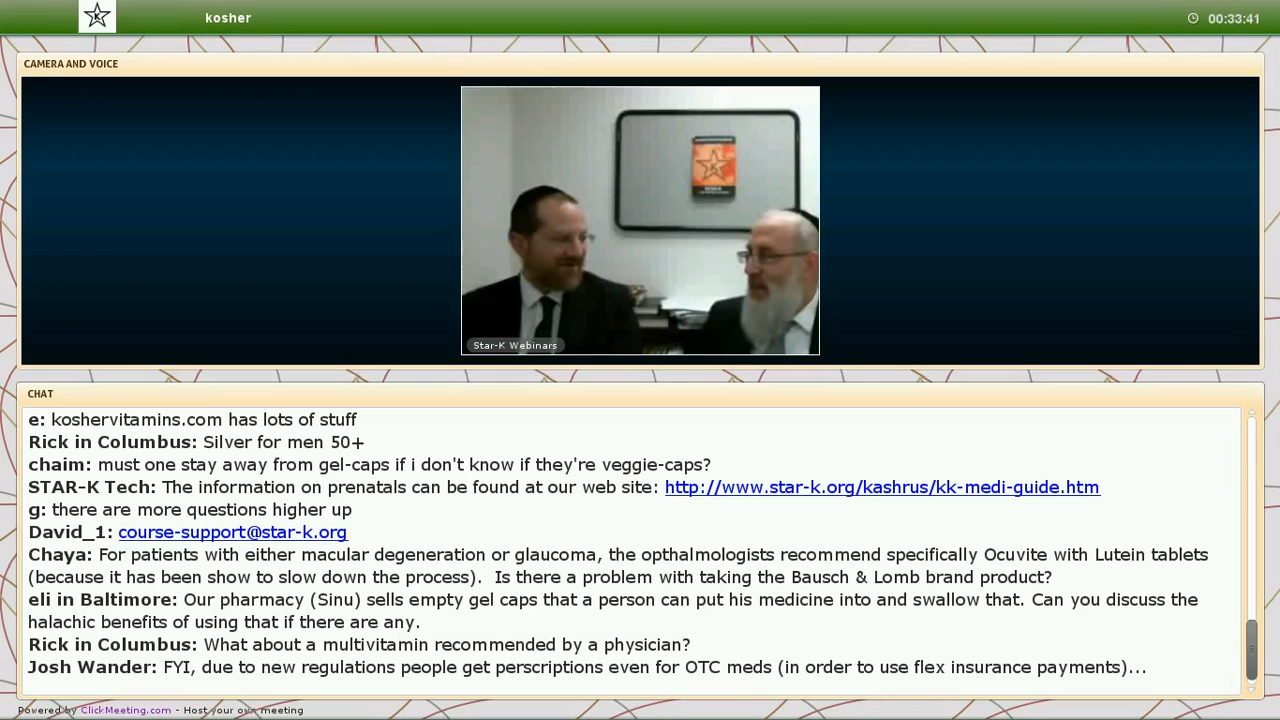 K
kosher
00:33:41
CAMERA AND VOICE
K
Star-K Webinars
CHAT
e: koshervitamins.com has lots of stuff
Rick in Columbus: Silver for men 50+
chaim: must one stay away from gel-caps if i don't know if they're veggie-caps?
STAR-K Tech: The information on prenatals can be found at our web site: http://www.star-k.org/kashrus/kk-medi-guide.htm
g: there are more questions higher up
David_1: course-support@star-k.org
Chaya: For patients with either macular degeneration or glaucoma, the opthalmologists recommend specifically Ocuvite with Lutein tablets
(because it has been show to slow down the process).  Is there a problem with taking the Bausch & Lomb brand product?
eli in Baltimore: Our pharmacy (Sinu) sells empty gel caps that a person can put his medicine into and swallow that. Can you discuss the
halachic benefits of using that if there are any.
Rick in Columbus: What about a multivitamin recommended by a physician?
Josh Wander: FYI, due to new regulations people get perscriptions even for OTC meds (in order to use flex insurance payments)...
Powered by ClickMeeting.com - Host your own meeting